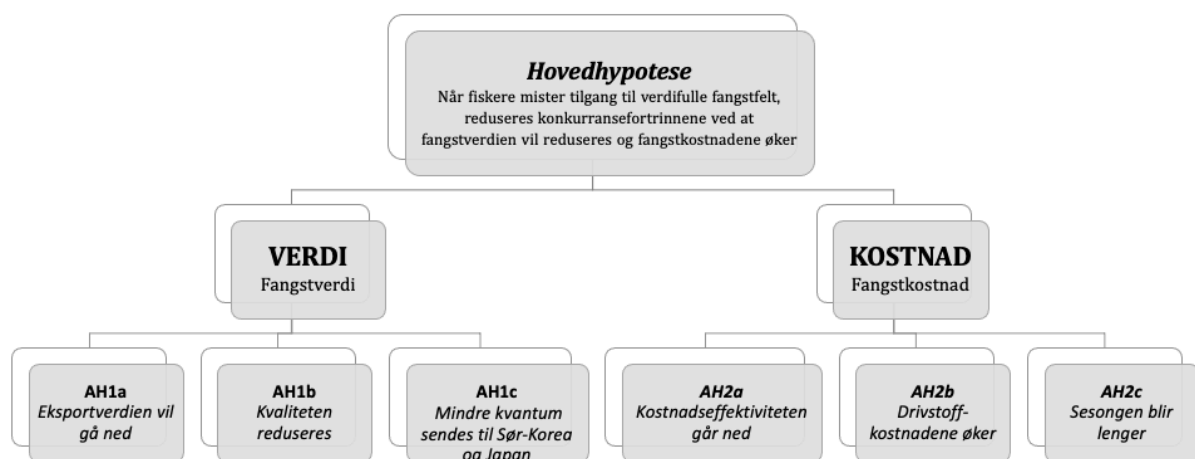 Hovedhypotese
Når fiskere mister tilgang til verdifulle fangstfelt,
reduseres konkurransefortrinnene ved at
fangstverdien vil reduseres og fangstkostnadene øker
VERDI
Fangstverdi
KOSTNAD
Fangstkostnad
AH1a
Eksportverdien vil
gå ned
AH1b
Kvaliteten
reduseres
AH1c
Mindre kvantum
sendes til Sør-Korea
og Japan
AH2a
Kostnadseffektiviteten
går ned
AH2b
Drivstoff-
kostnadene øker
AH2c
Sesongen blir
lenger